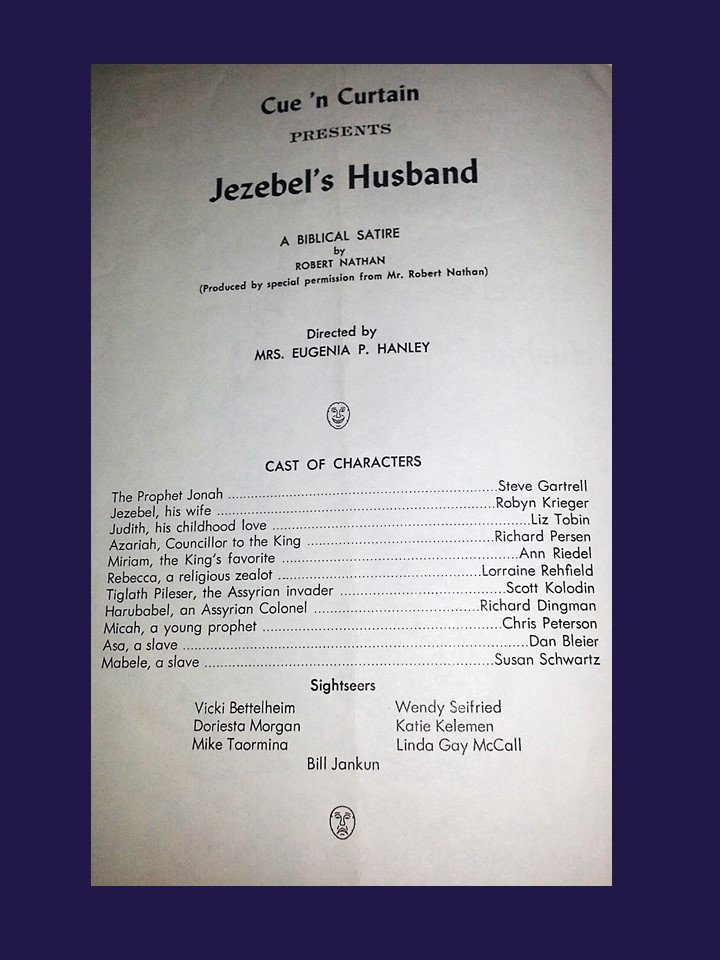 Cue 'n Curtain
PRESENTS
Jezebel's Husband
A BIBLICAL SATIRE
by
ROBERT NATHAN
(Produced by special permission from Mr. Robert Nathan)
Directed by
MRS. EUGENIA P. HANLEY
CAST OF CHARACTERS
The Prophet Jonah ........................................ Steve Gartrell
Jezebel, his wife ........................................ Robyn Krieger
Judith, his childhood love ........................................ Liz Tobin
Azariah, Councillor to the King ........................................ Richard Persen
Miriam, the King's favorite ........................................ Ann Riedel
Rebecca, a religious zealot ........................................ Lorraine Rehfield
Tiglath Pileser, the Assyrian invader ........................................ Scott Kolodin
Harubabel, an Assyrian Colonel ........................................ Richard Dingman
Micah, a young prophet ........................................ Chris Peterson
Asa, a slave ........................................ Dan Bleier
Mabele, a slave ........................................ Susan Schwartz
Sightseers
Vicki Bettelheim Wendy Seifried
Doriesta Morgan Katie Kelemen
Mike Taormina Linda Gay McCall
Bill Jankun